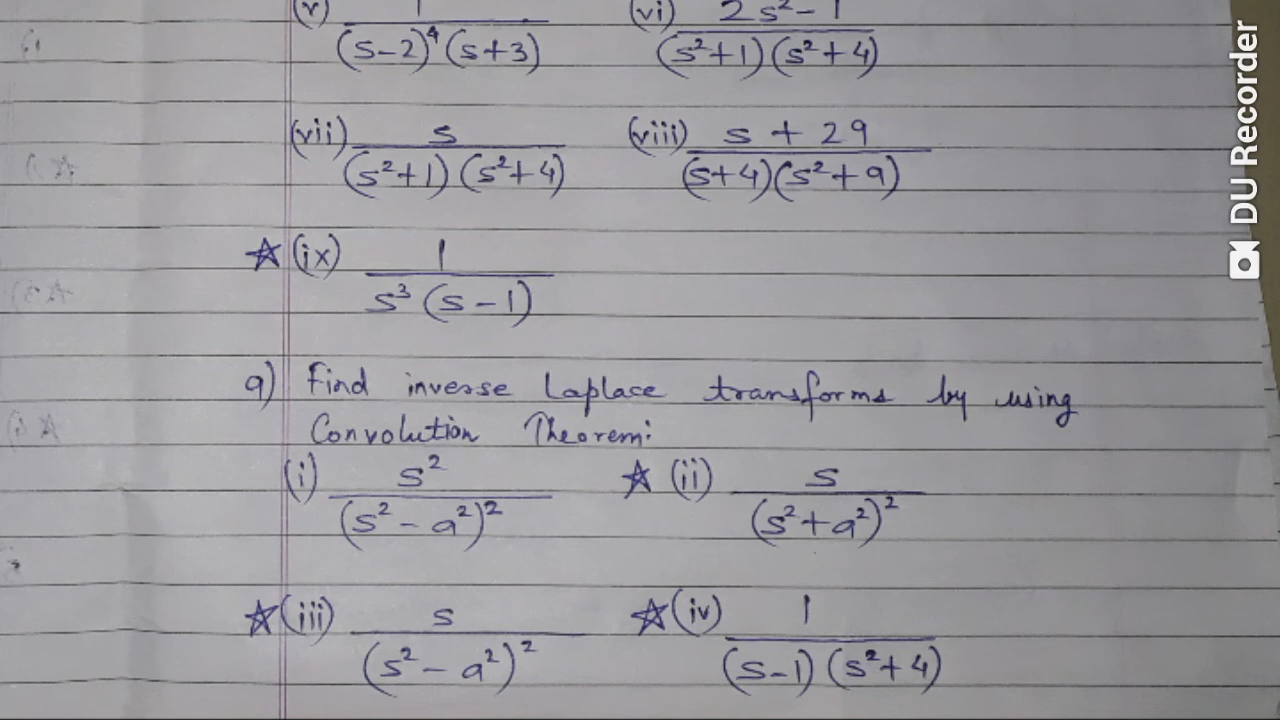 (v) 1 / (s-2)^4 (s+3)
(vi) 2s^2 - 1 / (s^2+1) (s^2+4)
(vii) s / (s^2+1) (s^2+4)
(viii) s + 29 / (s+4)(s^2+9)
☆ (ix) 1 / s^3 (s-1)
9) Find inverse Laplace transforms by using
Convolution Theorem:
(i) s^2 / (s^2 - a^2)^2
☆ (ii) s / (s^2 + a^2)^2
☆ (iii) s / (s^2 - a^2)^2
☆ (iv) 1 / (s-1) (s^2+4)
DU Recorder